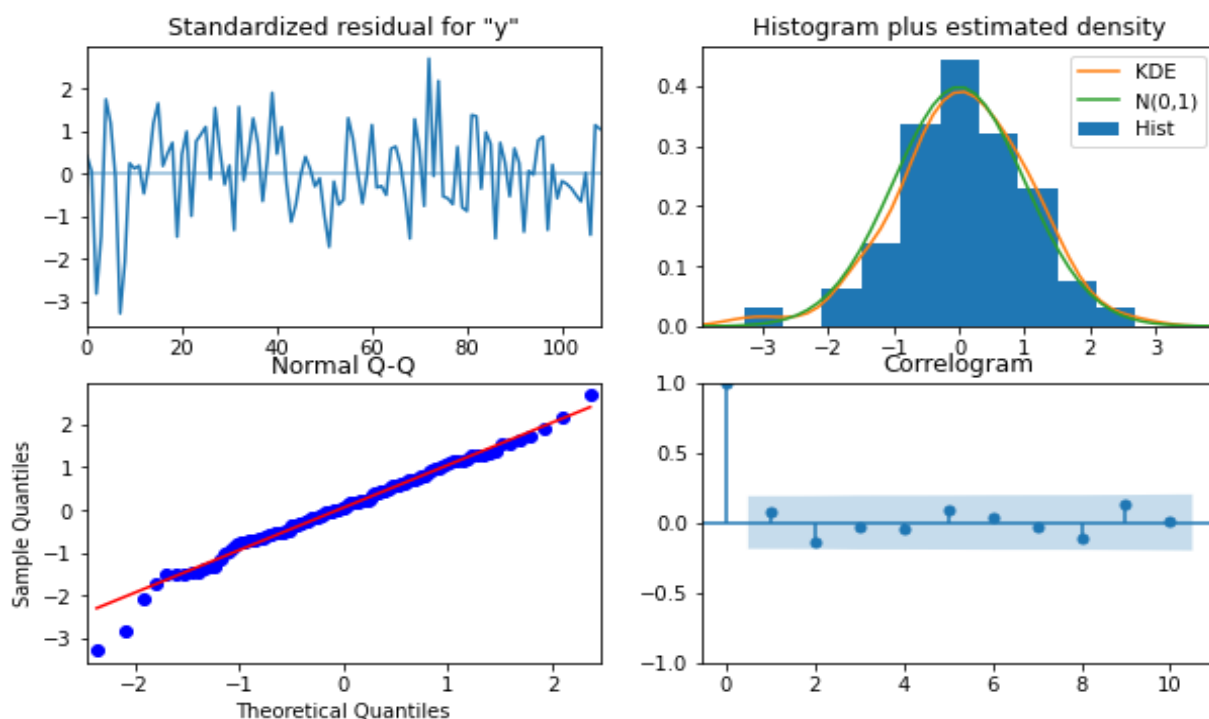 Standardized residual for "y"
2
1
0
−1
−2
−3
0 20 40 60 80 100
Histogram plus estimated density
KDE
N(0,1)
Hist
0.4
0.3
0.2
0.1
0.0
−3 −2 −1 0 1 2 3
Normal Q-Q
Sample Quantiles
2
1
0
−1
−2
−3
−2 −1 0 1 2
Theoretical Quantiles
Correlogram
1.0
0.5
0.0
−0.5
−1.0
0 2 4 6 8 10